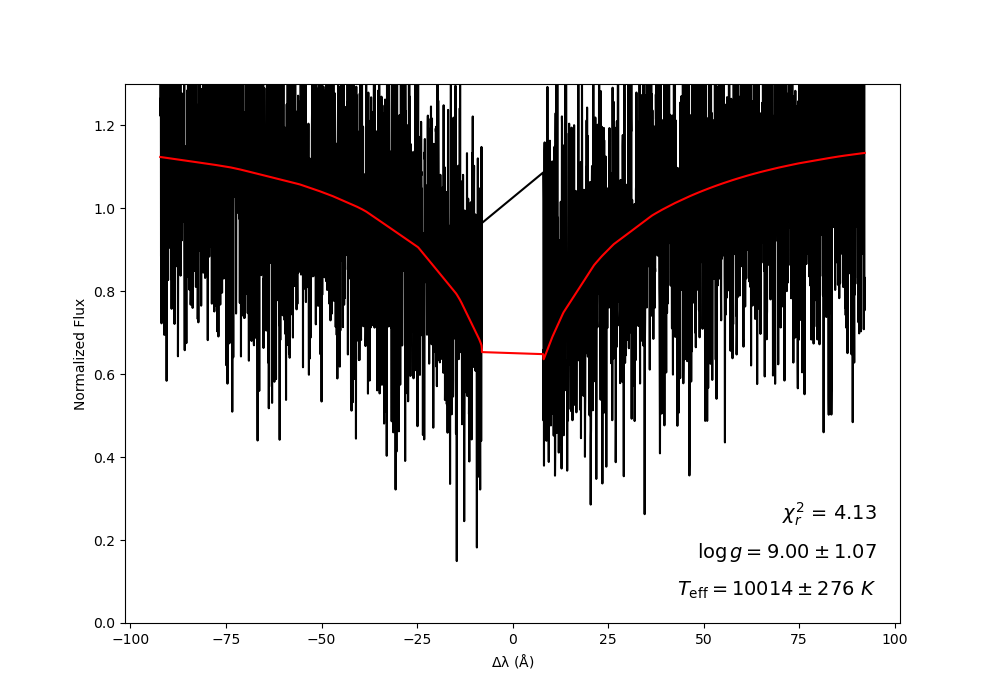 Normalized Flux
1.2
1.0
0.8
0.6
0.4
0.2
0.0
χ²ᵣ = 4.13
log g = 9.00 ± 1.07
T_eff = 10014 ± 276 K
−100 −75 −50 −25 0 25 50 75 100
Δλ (Å)